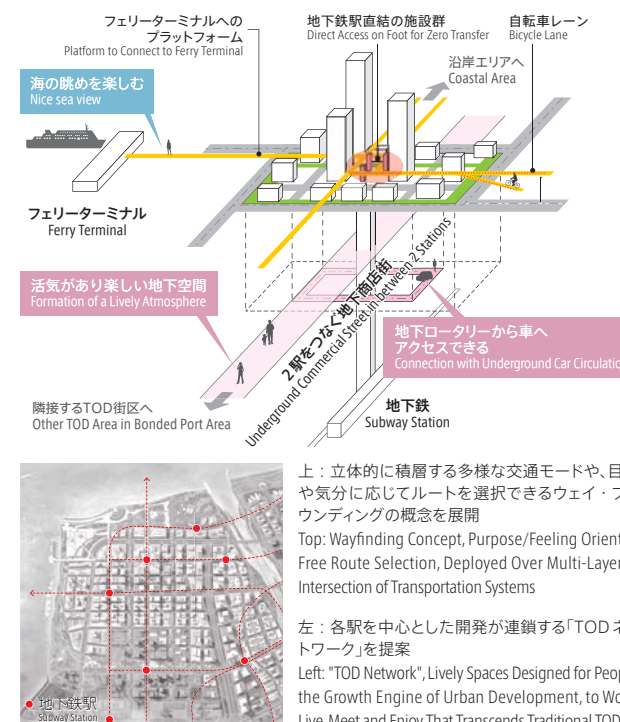 フェリーターミナルへの
プラットフォーム
Platform to Connect to Ferry Terminal
地下鉄駅直結の施設群
Direct Access on Foot for Zero Transfer
自転車レーン
Bicycle Lane
沿岸エリアへ
Coastal Area
海の眺めを楽しむ
Nice sea view
フェリーターミナル
Ferry Terminal
活気があり楽しい地下空間
Formation of a Lively Atmosphere
2駅をつなぐ地下商店街
Underground Commercial Street in between 2 Stations
地下ロータリーから車へ
アクセスできる
Connection with Underground Car
隣接するTOD街区へ
Other TOD Area in Bonded Port Area
地下鉄
Subway Station
地下鉄駅
Subway Station
上：立体的に積層する多様な交通モードや、
や気分に応じてルートを選択できるウェイ・
ウンディングの概念を展開
Top: Wayfinding Concept, Purpose/Feeling
Free Route Selection, Deployed Over
Intersection of Transportation Systems
左：各駅を中心とした開発が連鎖する「TOD
トワーク」を提案
Left: "TOD Network", Lively Spaces Designed for
the Growth Engine of Urban Development, to
Live, Meet and Enjoy That Transcends Traditional